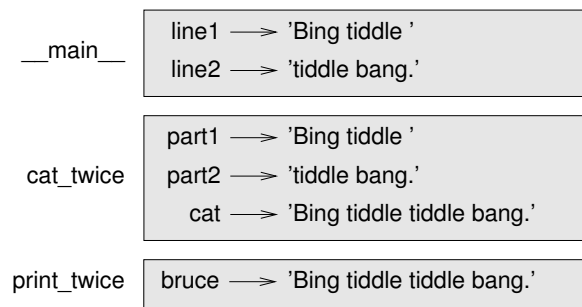 __main__
line1 → 'Bing tiddle '
line2 → 'tiddle bang.'
cat_twice
part1 → 'Bing tiddle '
part2 → 'tiddle bang.'
cat → 'Bing tiddle tiddle bang.'
print_twice
bruce → 'Bing tiddle tiddle bang.'